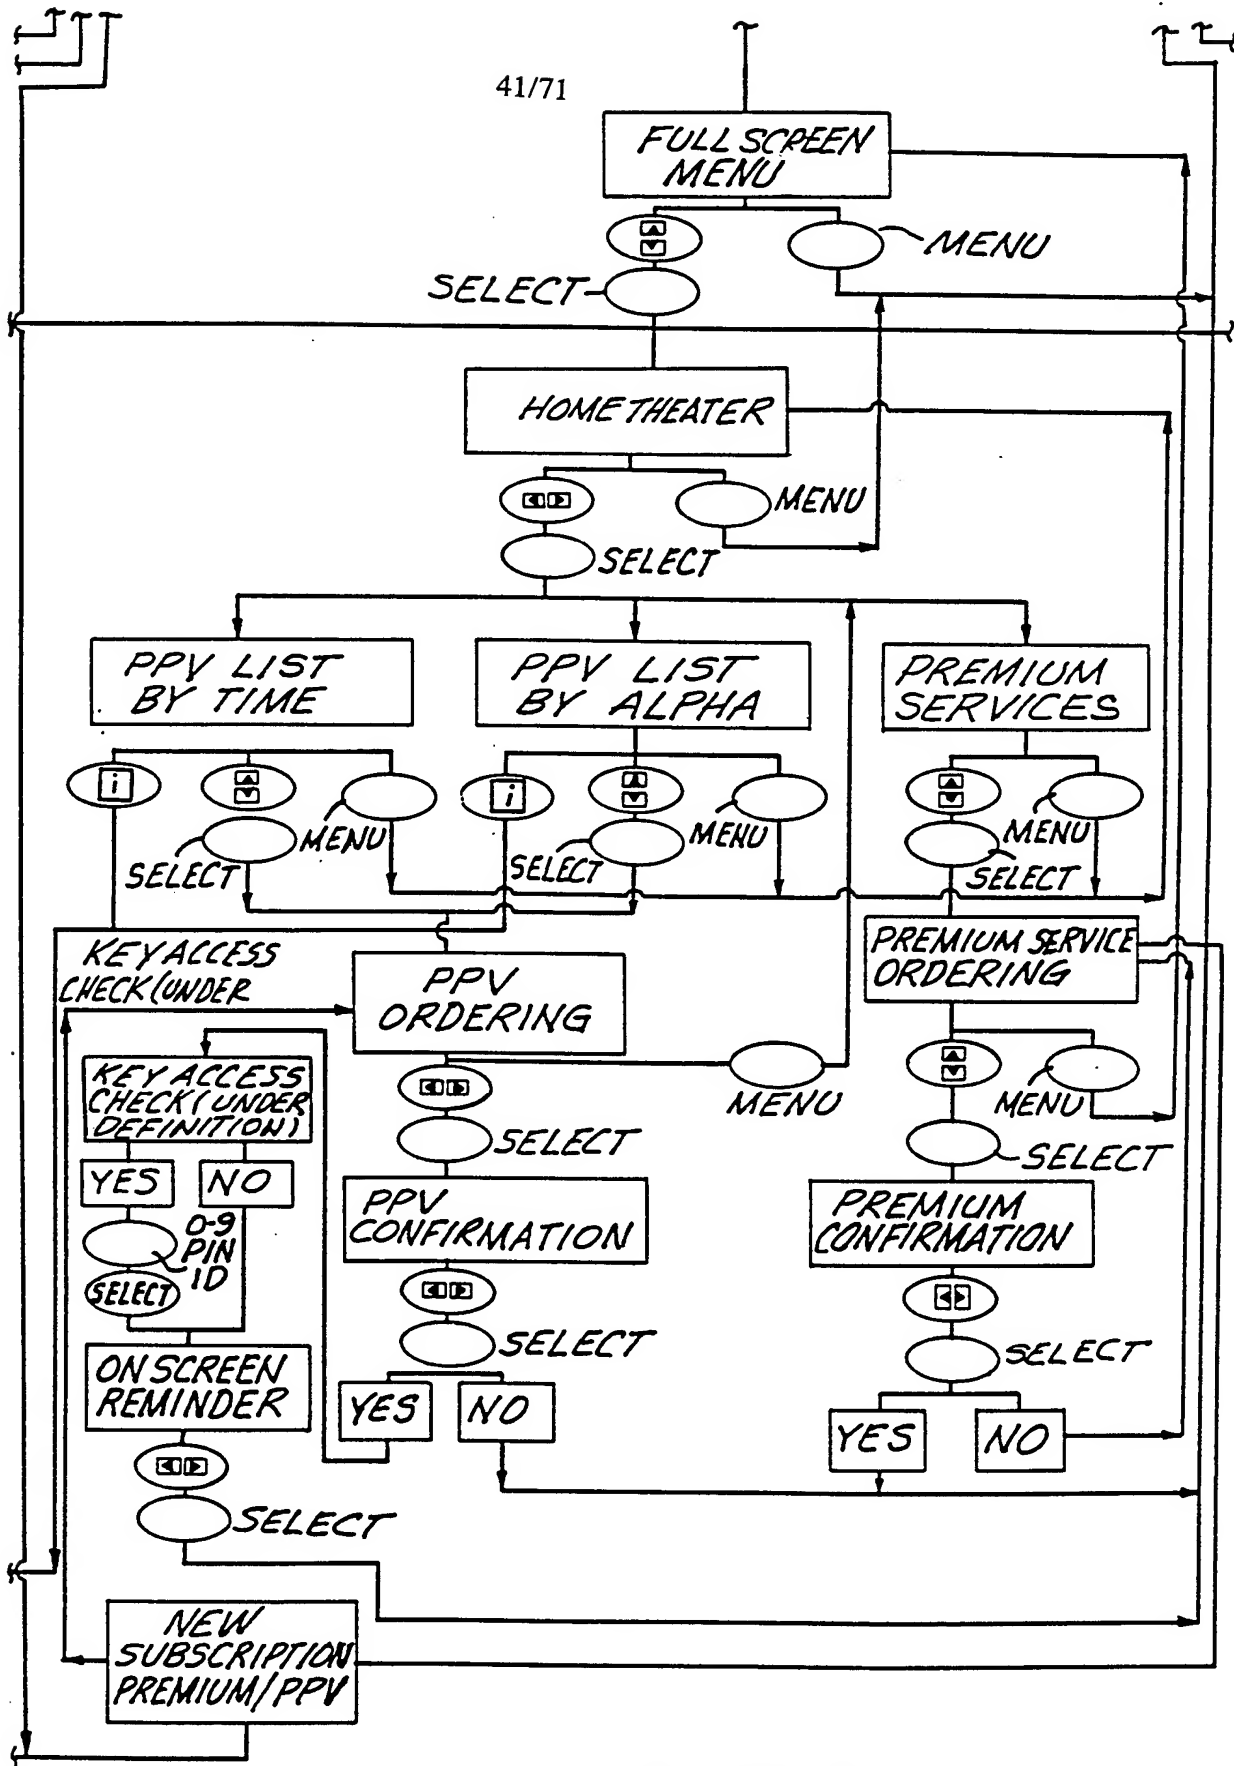 41/71
FULL SCREEN
MENU
MENU
SELECT
HOME THEATER
MENU
SELECT
PPV LIST
BY TIME
PPV LIST
BY ALPHA
PREMIUM
SERVICES
i
i
MENU
MENU
MENU
SELECT
SELECT
SELECT
KEY ACCESS
CHECK (UNDER
PPV
ORDERING
PREMIUM SERVICE
ORDERING
KEY ACCESS
CHECK (UNDER
DEFINITION)
MENU
MENU
SELECT
SELECT
YES
NO
0-9
PIN
ID
SELECT
PPV
CONFIRMATION
PREMIUM
CONFIRMATION
SELECT
SELECT
ON SCREEN
REMINDER
YES
NO
YES
NO
SELECT
NEW
SUBSCRIPTION
PREMIUM/PPV